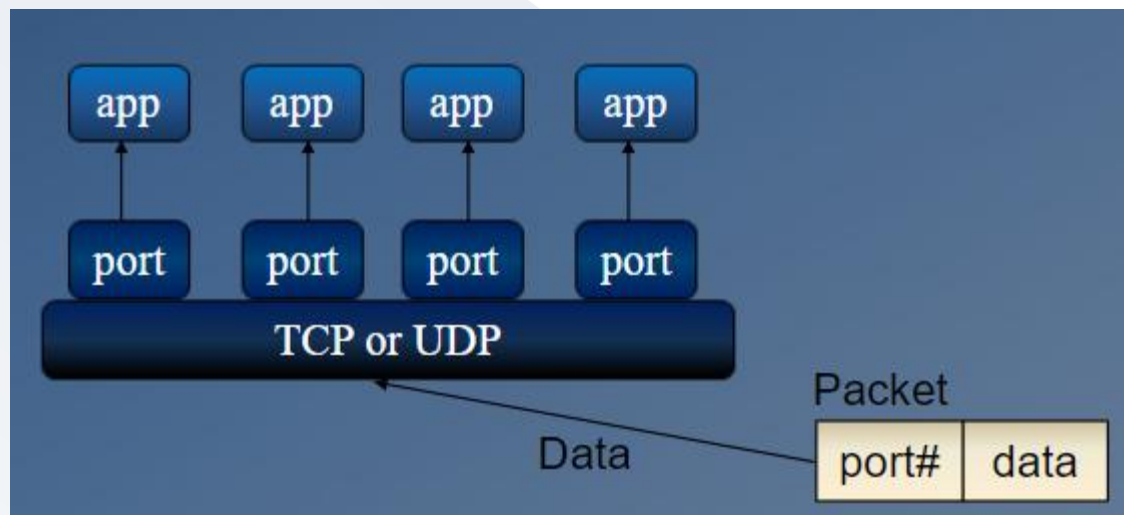 app app app app
port port port port
TCP or UDP
Packet
Data
port# data